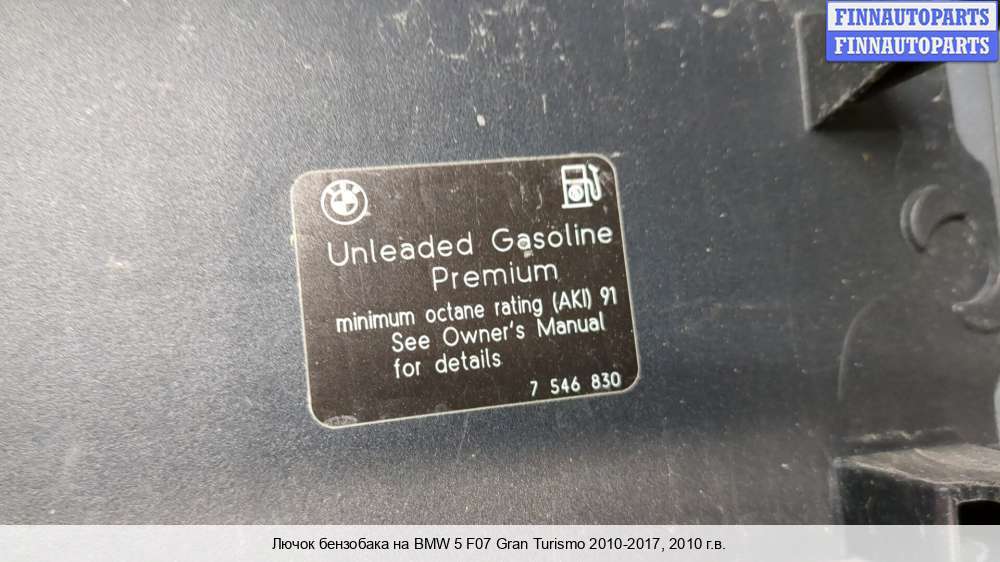 FINNAUTOPARTS
FINNAUTOPARTS
Unleaded Gasoline
Premium
minimum octane rating (AKI) 91
See Owner's Manual
for details
7 546 830
Лючок бензобака на BMW 5 F07 Gran Turismo 2010-2017, 2010 г.в.